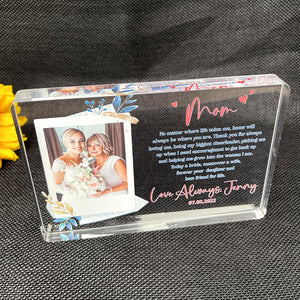 Mom
No matter where life takes me, home will
always be where you are. Thank you for always
loving me, being my biggest cheerleader, picking me
up when I need encouragement to get back up
and helping me grow into the woman I am.
Today a bride, tomorrow a wife,
forever your daughter and
best friend for life.
Love Always, Jenny
07.03.2022